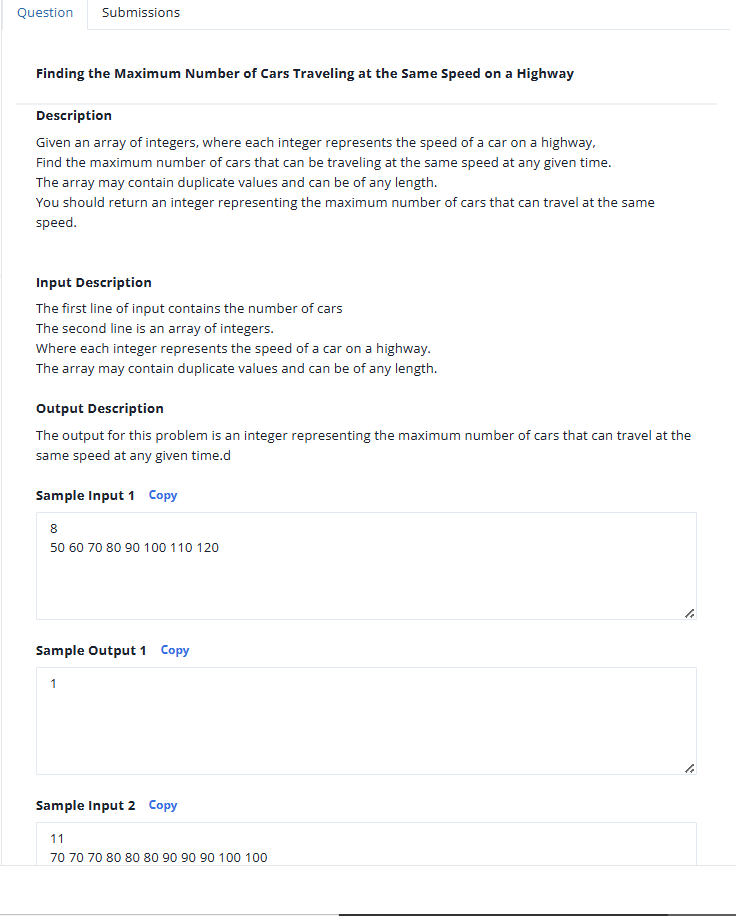 Question Submissions
Finding the Maximum Number of Cars Traveling at the Same Speed on a Highway
Description
Given an array of integers, where each integer represents the speed of a car on a highway,
Find the maximum number of cars that can be traveling at the same speed at any given time.
The array may contain duplicate values and can be of any length.
You should return an integer representing the maximum number of cars that can travel at the same
speed.
Input Description
The first line of input contains the number of cars
The second line is an array of integers.
Where each integer represents the speed of a car on a highway.
The array may contain duplicate values and can be of any length.
Output Description
The output for this problem is an integer representing the maximum number of cars that can travel at the
same speed at any given time.d
Sample Input 1 Copy
8
50 60 70 80 90 100 110 120
Sample Output 1 Copy
1
Sample Input 2 Copy
11
70 70 70 80 80 80 90 90 90 100 100